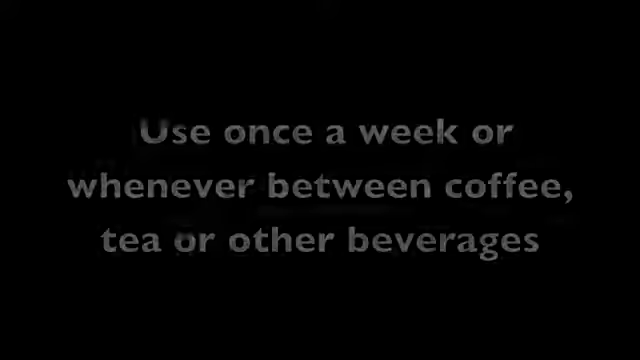 Use once a week or
whenever between coffee,
tea or other beverages